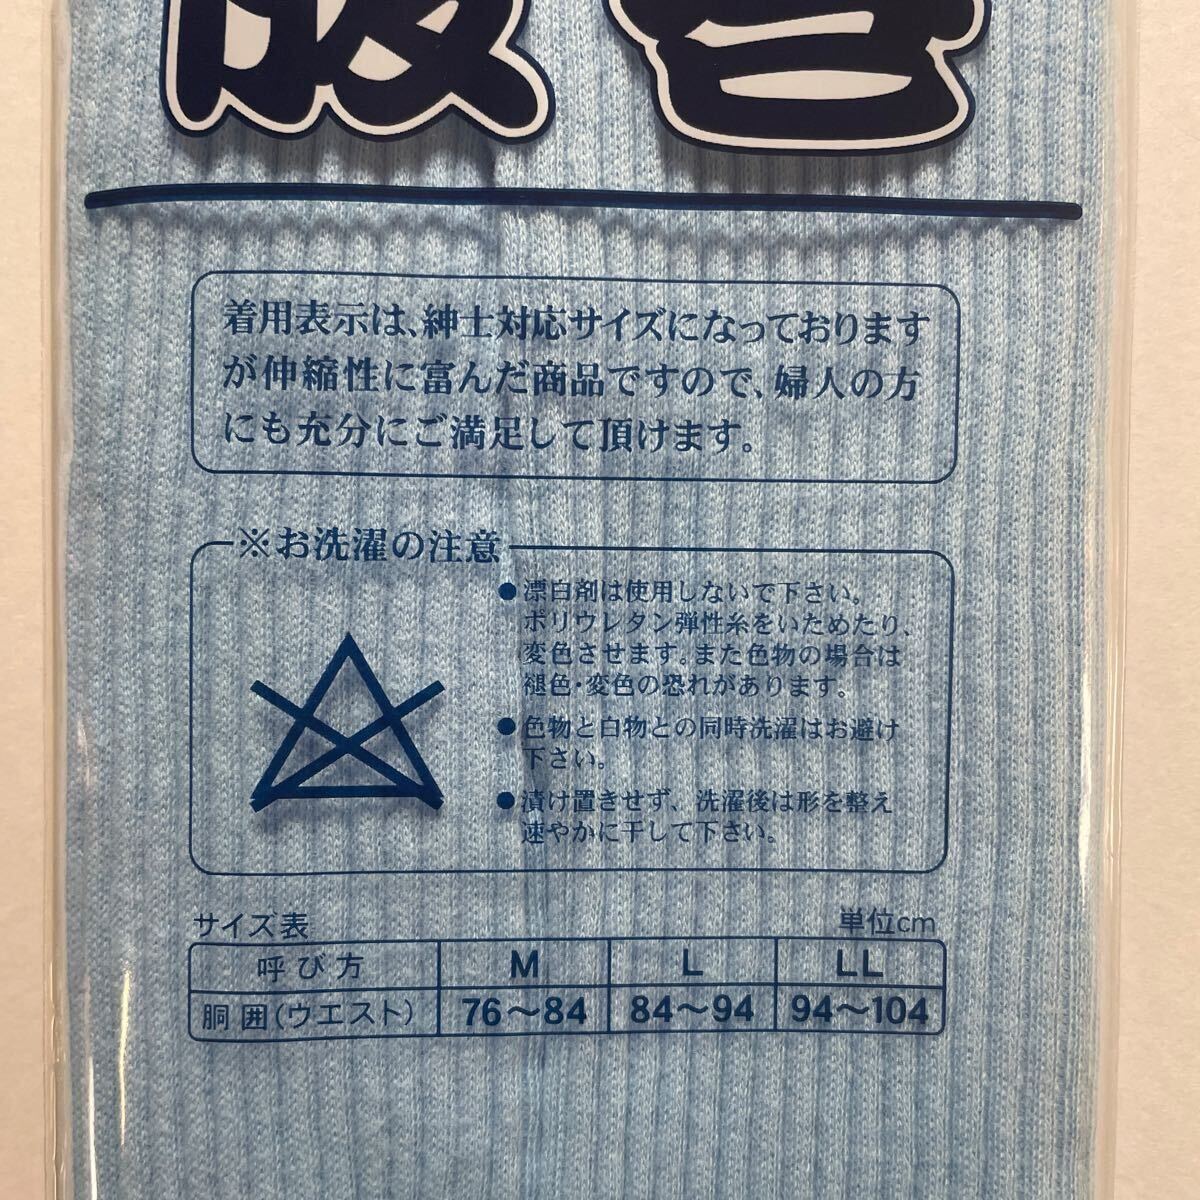 腹巻
着用表示は、紳士対応サイズになっております
が伸縮性に富んだ商品ですので、婦人の方
にも充分にご満足して頂けます。
※お洗濯の注意
●漂白剤は使用しないで下さい。
ポリウレタン弾性糸をいためたり、
変色させます。また色物の場合は
褪色・変色の恐れがあります。
●色物と白物との同時洗濯はお避け
下さい。
●漬け置きせず、洗濯後は形を整え
速やかに干して下さい。
サイズ表 単位cm
呼び方 M L LL
胴囲(ウエスト) 76〜84 84〜94 94〜104